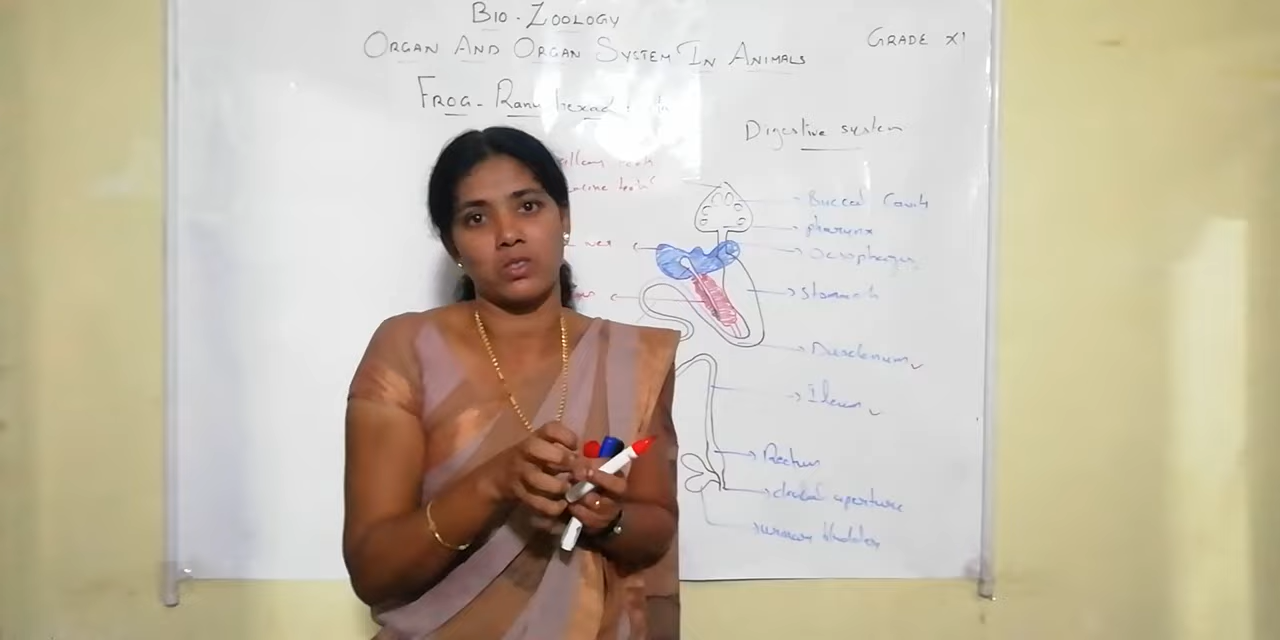 BIO-ZOOLOGY
ORGAN AND ORGAN SYSTEM IN ANIMALS
GRADE XI
FROG - Rana hexad
Digestive system
Buccal Cavity
pharynx
Oesophagus
Stomach
Duodenum
Ileum
Rectum
cloacal aperture
urinary bladder